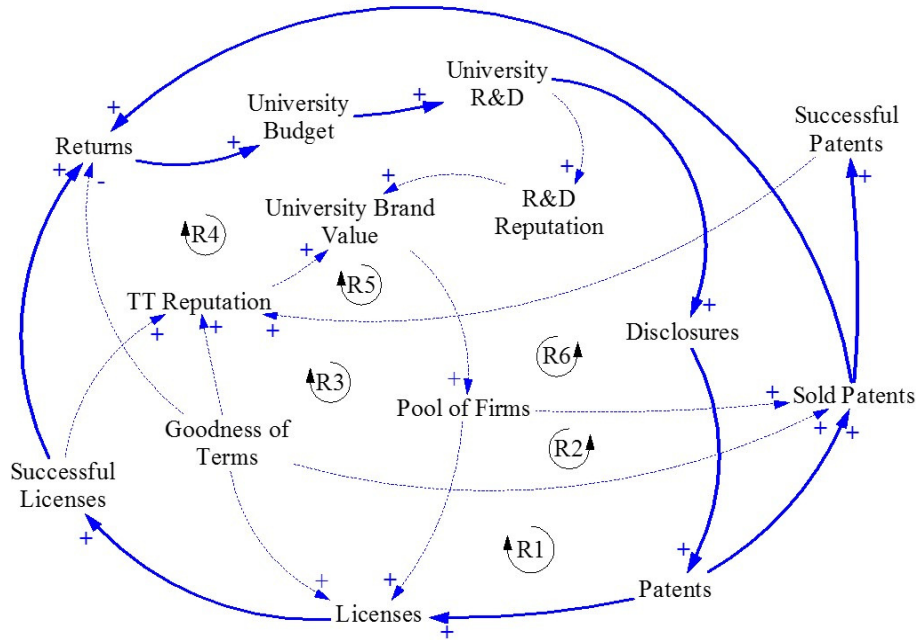 University
R&D
University
Budget
Successful
Patents
+
+
+
Returns
+
-
+
+
+
R&D
Reputation
University Brand
Value
R4
+
R5
TT Reputation
+
+
+
+
Disclosures
R6
R3
+
Pool of Firms
+
Sold Patents
+
+
Goodness of
Terms
R2
Successful
Licenses
+
R1
+
+
+
Patents
Licenses
+